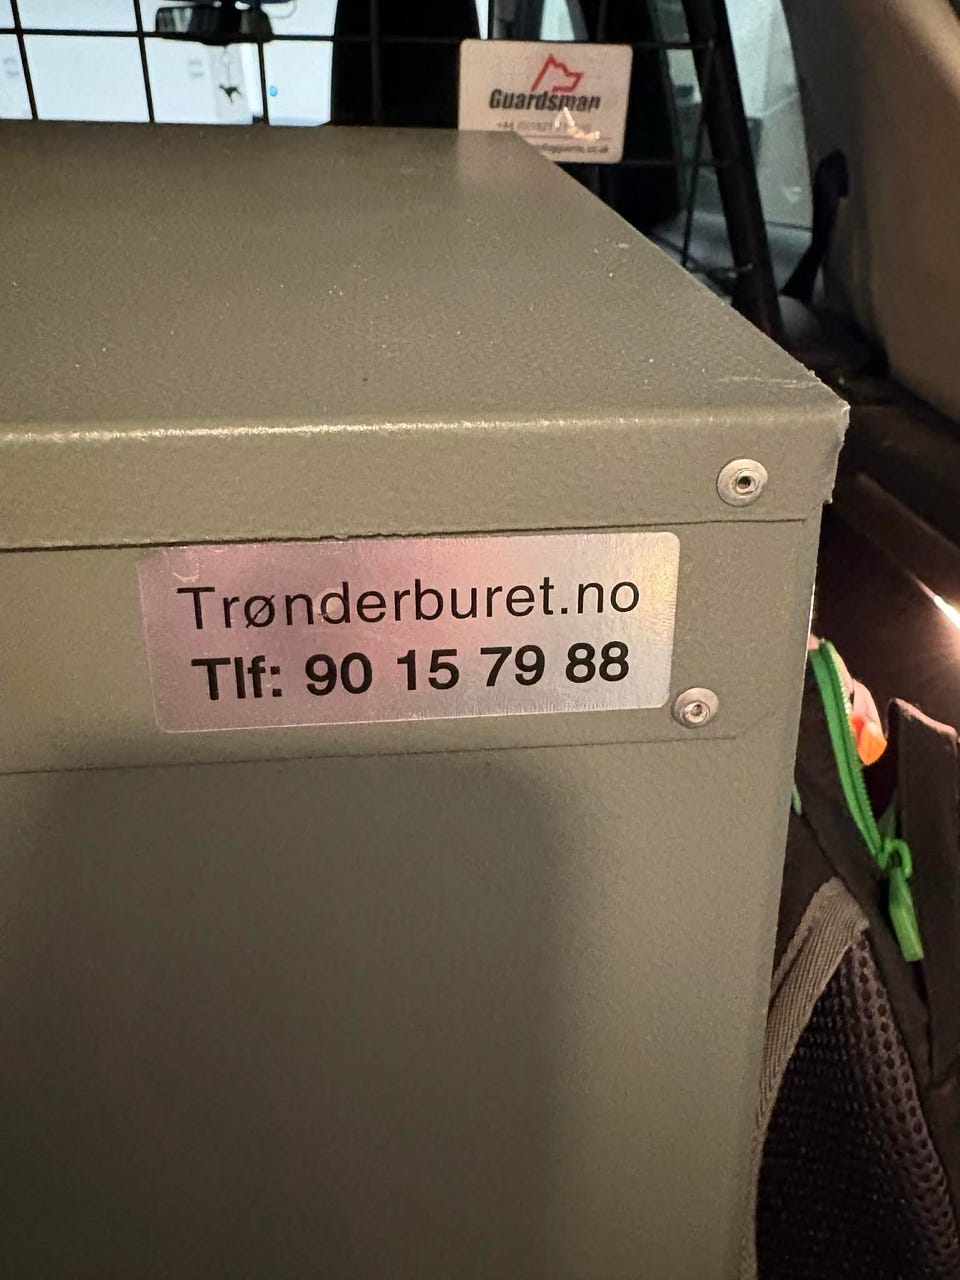 Guardsman
Trønderburet.no
Tlf: 90 15 79 88